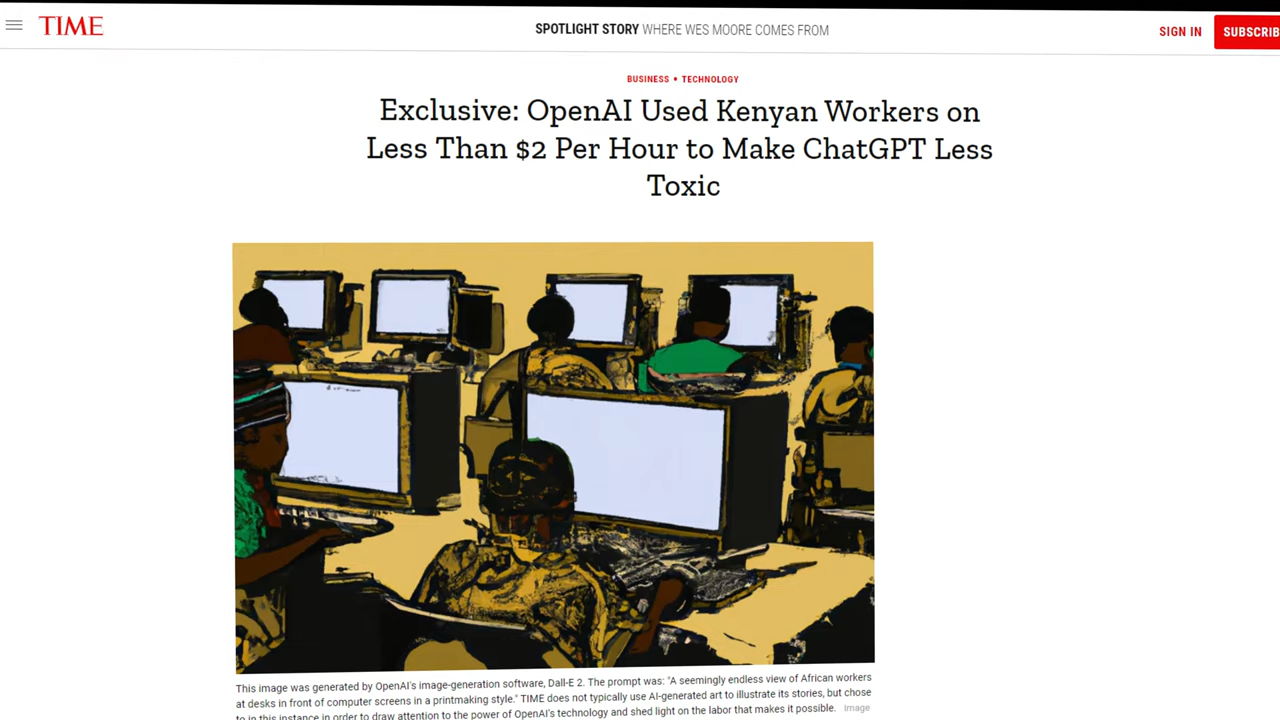 TIME
SPOTLIGHT STORY WHERE WES MOORE COMES FROM
SIGN IN
SUBSCRIB
BUSINESS • TECHNOLOGY
Exclusive: OpenAI Used Kenyan Workers on
Less Than $2 Per Hour to Make ChatGPT Less
Toxic
This image was generated by OpenAI's image-generation software, Dall-E 2. The prompt was: "A seemingly endless view of African workers
at desks in front of computer screens in a printmaking style." TIME does not typically use AI-generated art to illustrate its stories, but chose
to in this instance in order to draw attention to the power of OpenAI's technology and shed light on the labor that makes it possible. Image